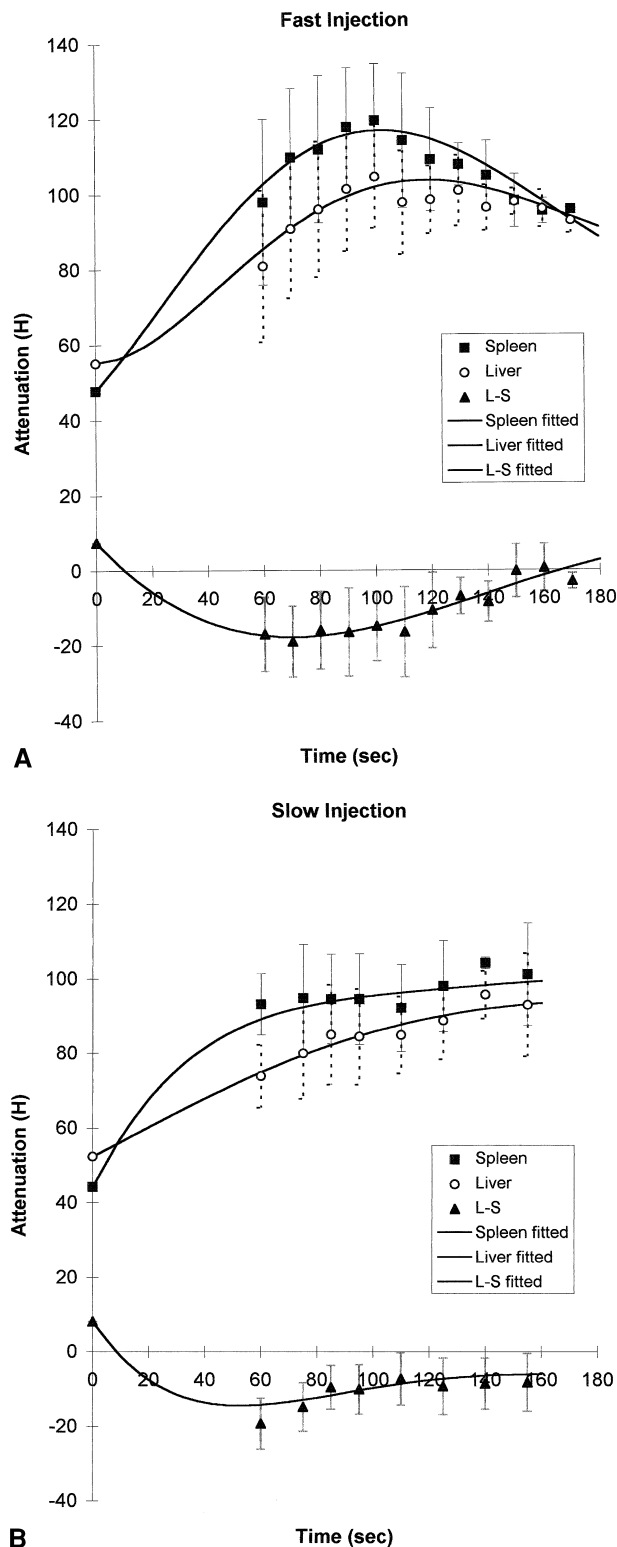 Fast Injection
140
120
100
80
60
40
20
0
-20
-40
0 20 40 60 80 100 120 140 160 180
Attenuation (H)
Spleen
Liver
L-S
Spleen fitted
Liver fitted
L-S fitted
A
Time (sec)
Slow Injection
140
120
100
80
60
40
20
0
-20
-40
0 20 40 60 80 100 120 140 160 180
Attenuation (H)
Spleen
Liver
L-S
Spleen fitted
Liver fitted
L-S fitted
B
Time (sec)